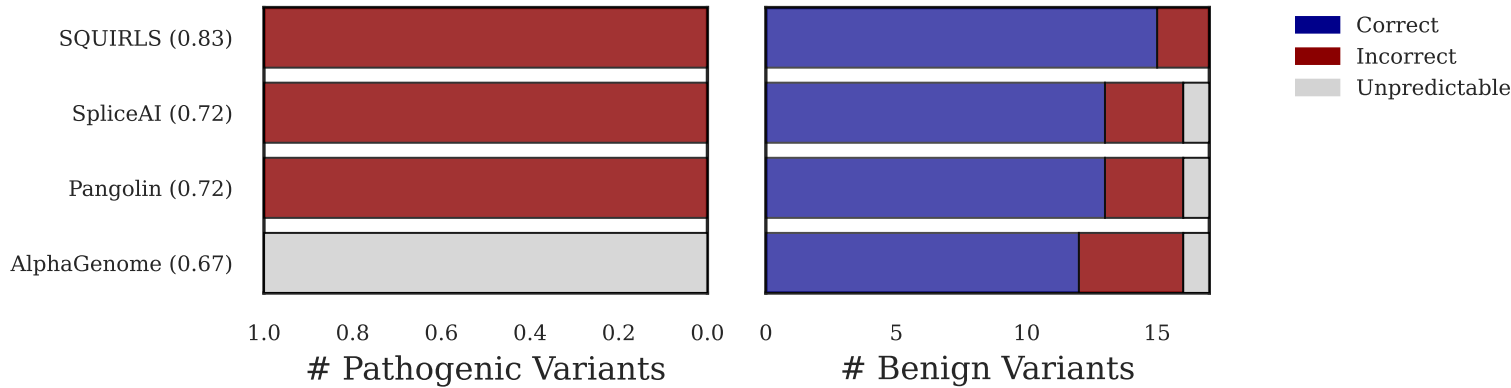 SQUIRLS (0.83)
SpliceAI (0.72)
Pangolin (0.72)
AlphaGenome (0.67)
1.0 0.8 0.6 0.4 0.2 0.0
# Pathogenic Variants
0 5 10 15
# Benign Variants
Correct
Incorrect
Unpredictable